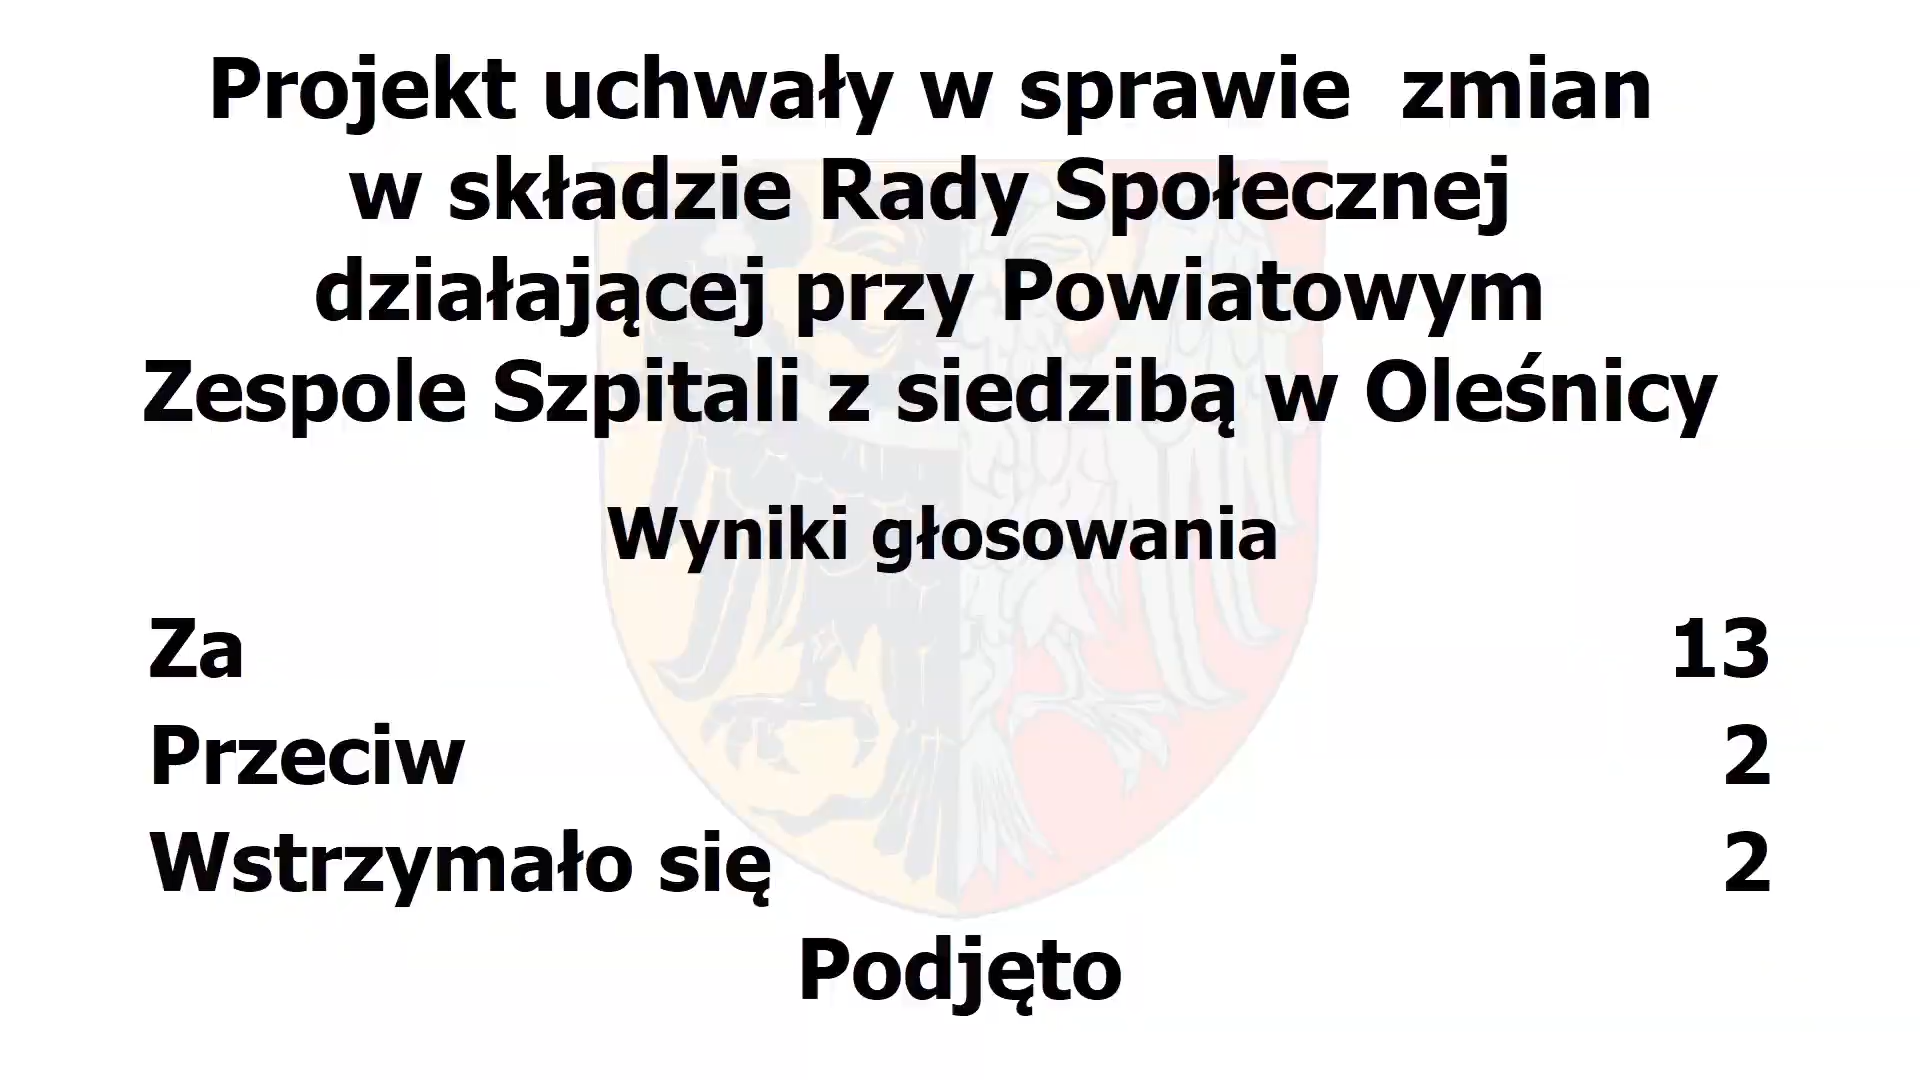 Projekt uchwały w sprawie  zmian
w składzie Rady Społecznej
działającej przy Powiatowym
Zespole Szpitali z siedzibą w Oleśnicy
Wyniki głosowania
Za 13
Przeciw 2
Wstrzymało się 2
Podjęto